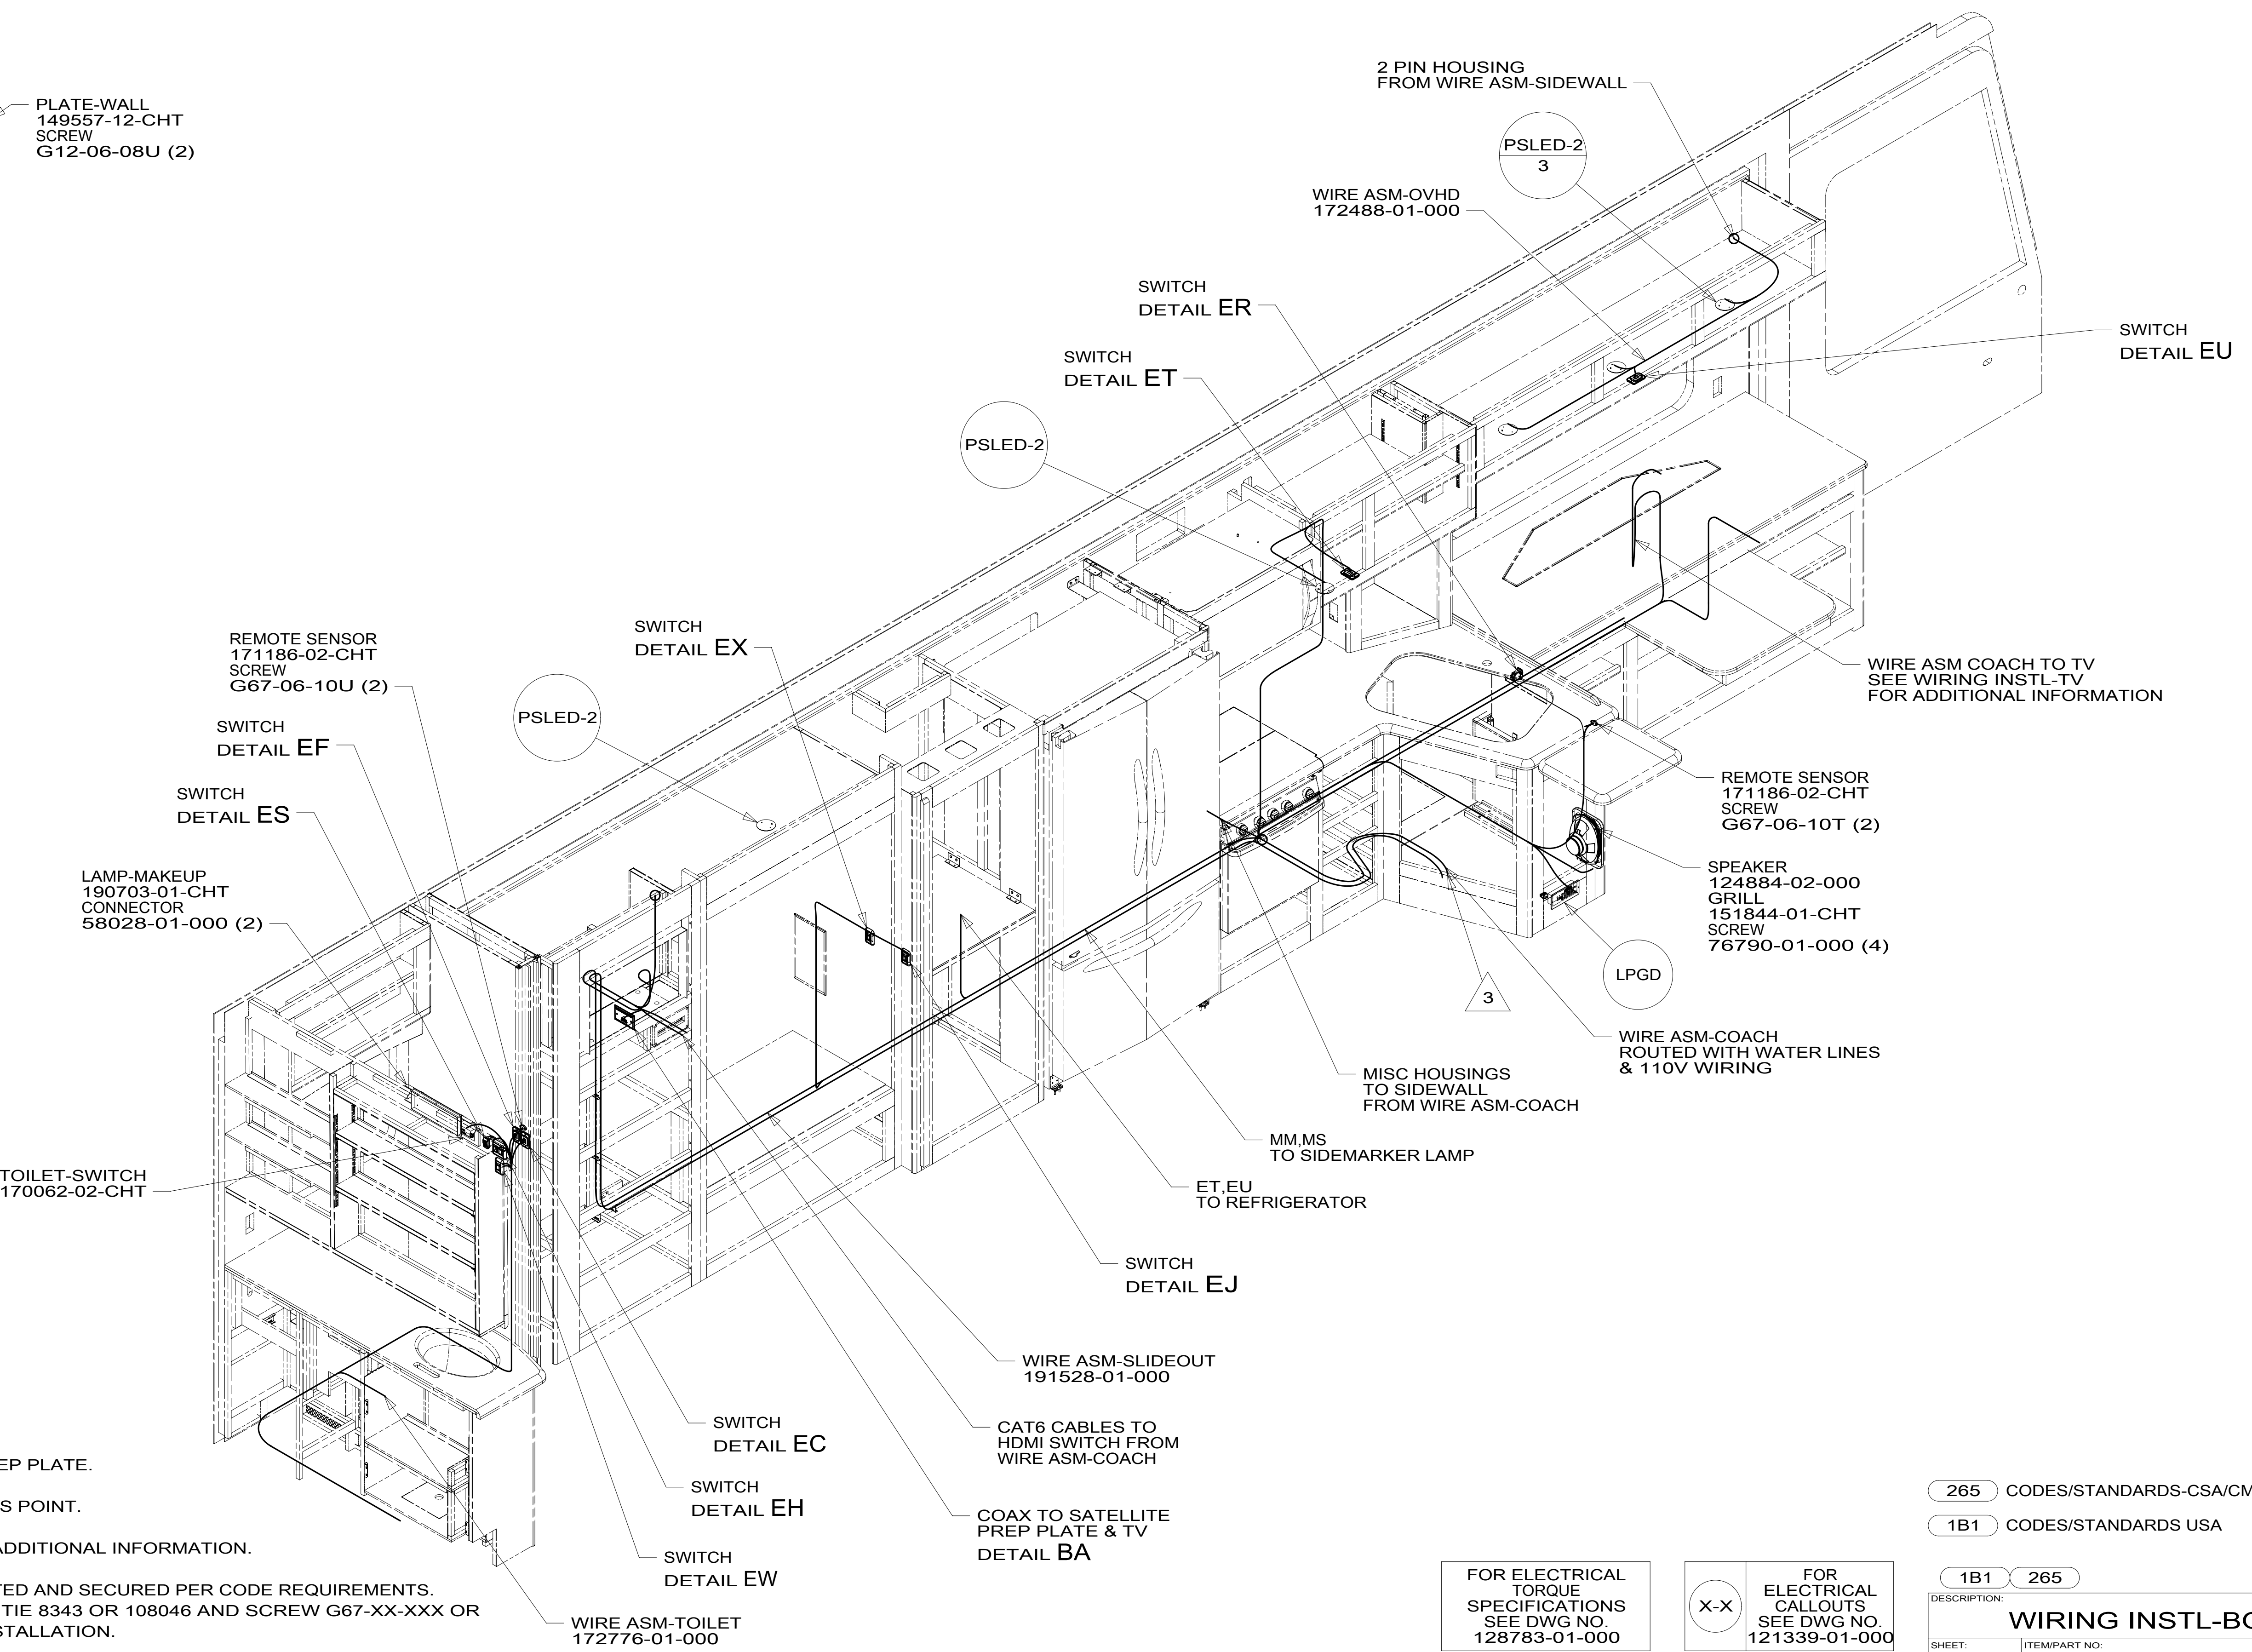 PLATE-WALL
149557-12-CHT
SCREW
G12-06-08U (2)
2 PIN HOUSING
FROM WIRE ASM-SIDEWALL
PSLED-2
3
WIRE ASM-OVHD
172488-01-000
SWITCH
DETAIL ER
SWITCH
DETAIL EU
SWITCH
DETAIL ET
PSLED-2
REMOTE SENSOR
171186-02-CHT
SCREW
G67-06-10U (2)
SWITCH
DETAIL EX
WIRE ASM COACH TO TV
SEE WIRING INSTL-TV
FOR ADDITIONAL INFORMATION
PSLED-2
SWITCH
DETAIL EF
SWITCH
DETAIL ES
REMOTE SENSOR
171186-02-CHT
SCREW
G67-06-10T (2)
LAMP-MAKEUP
190703-01-CHT
CONNECTOR
58028-01-000 (2)
SPEAKER
124884-02-000
GRILL
151844-01-CHT
SCREW
76790-01-000 (4)
LPGD
3
WIRE ASM-COACH
ROUTED WITH WATER LINES
& 110V WIRING
MISC HOUSINGS
TO SIDEWALL
FROM WIRE ASM-COACH
MM,MS
TO SIDEMARKER LAMP
TOILET-SWITCH
170062-02-CHT
ET,EU
TO REFRIGERATOR
SWITCH
DETAIL EJ
WIRE ASM-SLIDEOUT
191528-01-000
SWITCH
DETAIL EC
CAT6 CABLES TO
HDMI SWITCH FROM
WIRE ASM-COACH
SWITCH
DETAIL EH
COAX TO SATELLITE
PREP PLATE & TV
DETAIL BA
SWITCH
DETAIL EW
WIRE ASM-TOILET
172776-01-000
EP PLATE.
S POINT.
ADDITIONAL INFORMATION.
TED AND SECURED PER CODE REQUIREMENTS.
TIE 8343 OR 108046 AND SCREW G67-XX-XXX OR
STALLATION.
FOR ELECTRICAL
TORQUE
SPECIFICATIONS
SEE DWG NO.
128783-01-000
X-X
FOR
ELECTRICAL
CALLOUTS
SEE DWG NO.
121339-01-000
265 CODES/STANDARDS-CSA/CM
1B1 CODES/STANDARDS USA
1B1 265
DESCRIPTION:
WIRING INSTL-BO
SHEET: ITEM/PART NO: